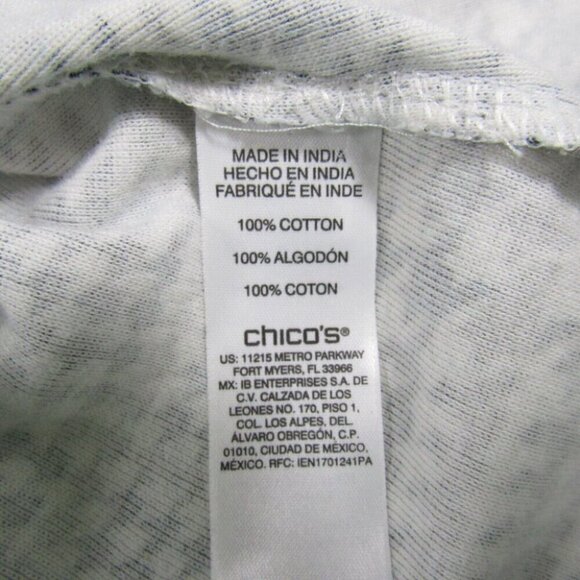 MADE IN INDIA
HECHO EN INDIA
FABRIQUÉ EN INDE
100% COTTON
100% ALGODÓN
100% COTON
chico's®
US: 11215 METRO PARKWAY
FORT MYERS, FL 33966
MX: IB ENTERPRISES S.A. DE
C.V. CALZADA DE LOS
LEONES NO. 170, PISO 1,
COL. LOS ALPES, DEL.
ÁLVARO OBREGÓN, C.P.
01010, CIUDAD DE MÉXICO,
MÉXICO. RFC: IEN1701241PA